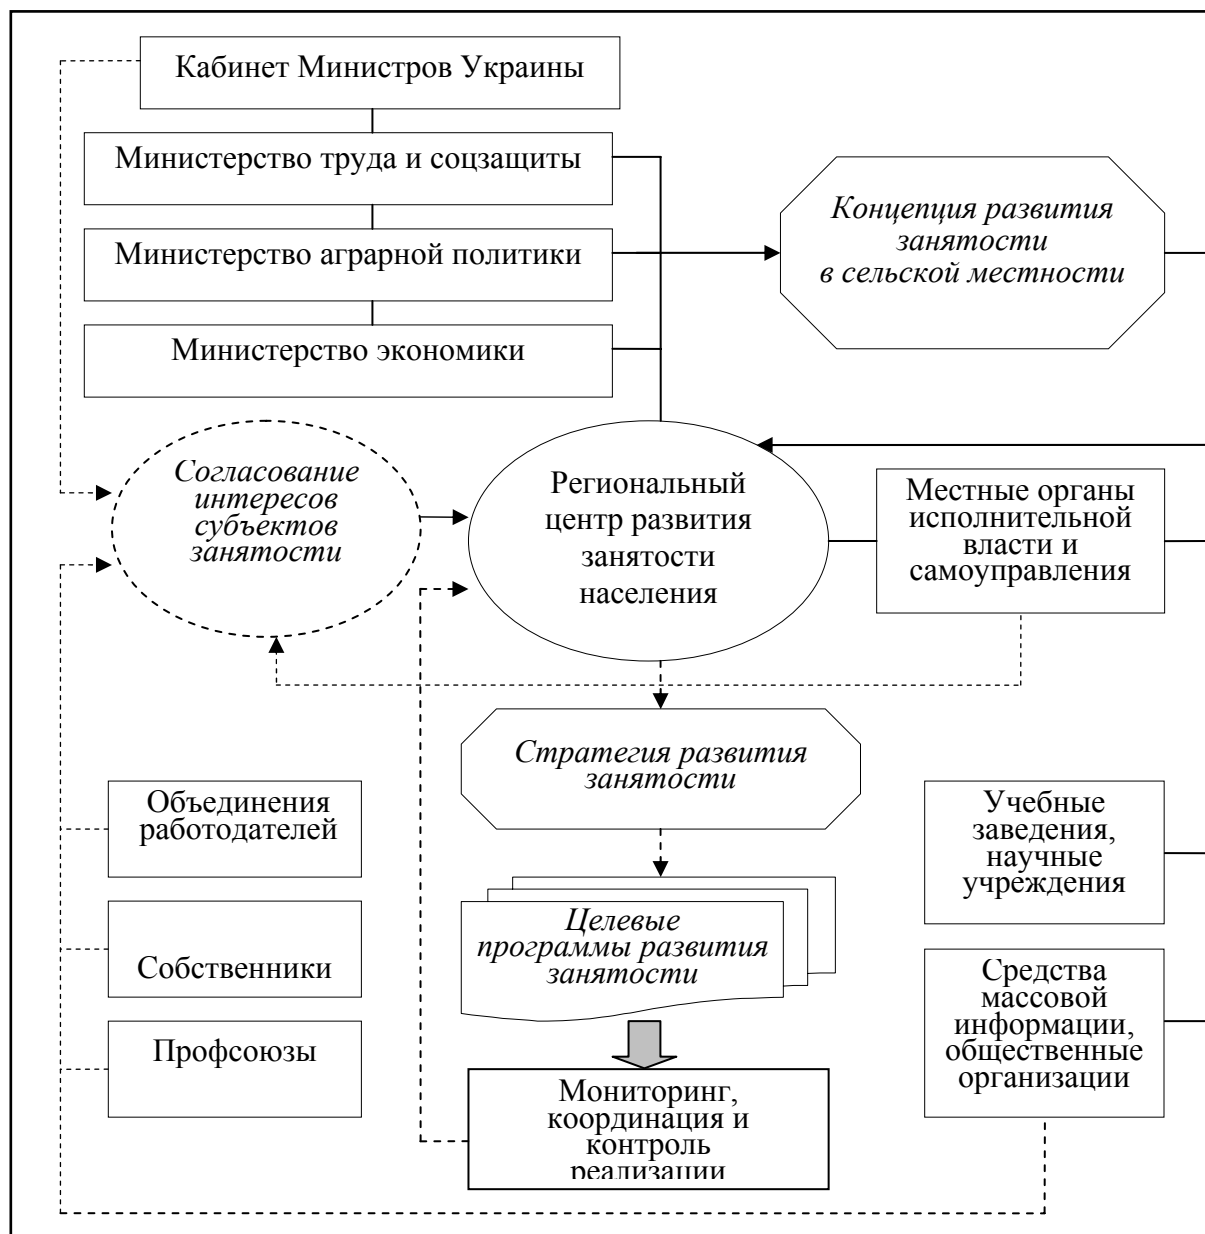 Кабинет Министров Украины
Министерство труда и соцзащиты
Министерство аграрной политики
Министерство экономики
Концепция развития
занятости
в сельской местности
Согласование
интересов
субъектов
занятости
Региональный
центр развития
занятости
населения
Местные органы
исполнительной
власти и
самоуправления
Стратегия развития
занятости
Объединения
работодателей
Собственники
Профсоюзы
Целевые
программы развития
занятости
Мониторинг,
координация и
контроль
реализации
Учебные
заведения,
научные
учреждения
Средства
массовой
информации,
общественные
организации